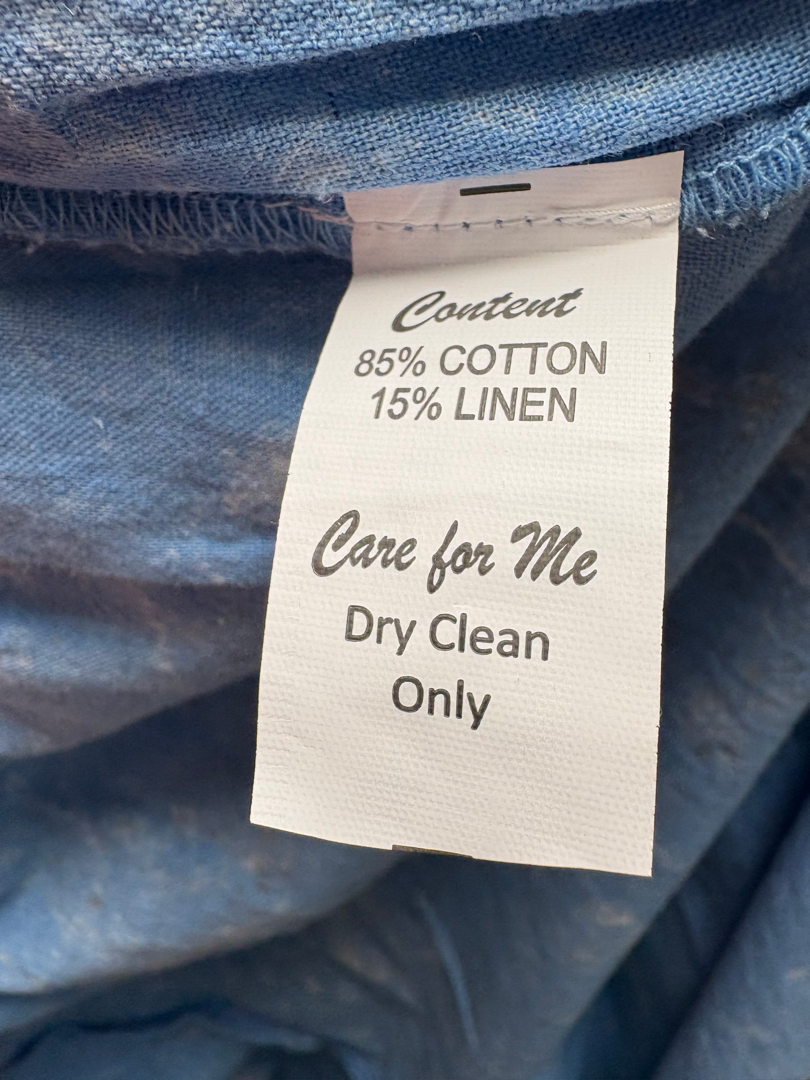 Content
85% COTTON
15% LINEN
Care for Me
Dry Clean
Only